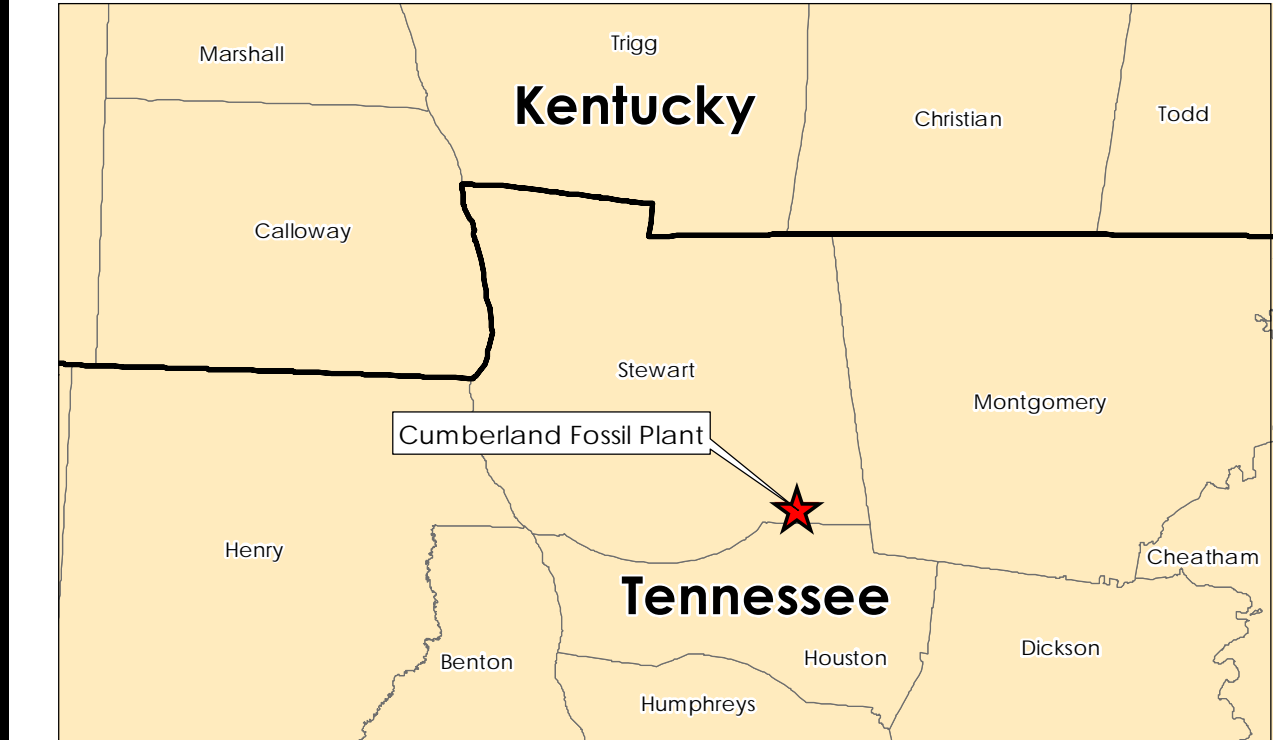 Marshall
Trigg
Kentucky
Christian
Todd
Calloway
Stewart
Montgomery
Cumberland Fossil Plant
Henry
Cheatham
Tennessee
Benton
Houston
Dickson
Humphreys